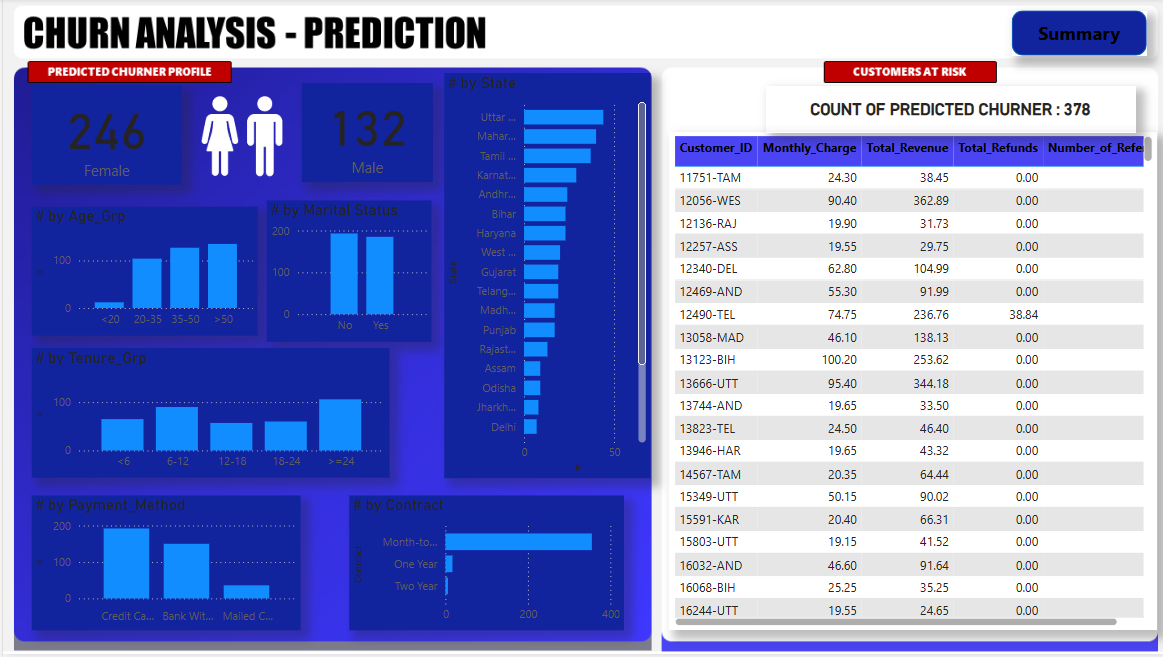 CHURN ANALYSIS - PREDICTION
Summary
PREDICTED CHURNER PROFILE
246
Female
132
Male
# by State
Uttar ...
Mahar...
Tamil ...
Karnat...
Andhr...
Bihar
Haryana
West ...
Gujarat
Telang...
Madh...
Punjab
Rajast...
Assam
Odisha
Jharkh...
Delhi
State
0 50
#
# by Age_Grp
100
0
#
<20 20-35 35-50 >50
# by Marital Status
200
100
0
No Yes
# by Tenure_Grp
100
0
#
<6 6-12 12-18 18-24 >=24
# by Payment_Method
200
100
0
#
Credit Ca... Bank Wit... Mailed C...
# by Contract
Contract
Month-to...
One Year
Two Year
0 200 400
CUSTOMERS AT RISK
COUNT OF PREDICTED CHURNER : 378
Customer_ID Monthly_Charge Total_Revenue Total_Refunds Number_of_Refer
11751-TAM 24.30 38.45 0.00
12056-WES 90.40 362.89 0.00
12136-RAJ 19.90 31.73 0.00
12257-ASS 19.55 29.75 0.00
12340-DEL 62.80 104.99 0.00
12469-AND 55.30 91.99 0.00
12490-TEL 74.75 236.76 38.84
13058-MAD 46.10 138.13 0.00
13123-BIH 100.20 253.62 0.00
13666-UTT 95.40 344.18 0.00
13744-AND 19.65 33.50 0.00
13823-TEL 24.50 46.40 0.00
13946-HAR 19.65 43.32 0.00
14567-TAM 20.35 64.44 0.00
15349-UTT 50.15 90.02 0.00
15591-KAR 20.40 66.31 0.00
15803-UTT 19.15 41.52 0.00
16032-AND 46.60 91.64 0.00
16068-BIH 25.25 35.25 0.00
16244-UTT 19.55 24.65 0.00